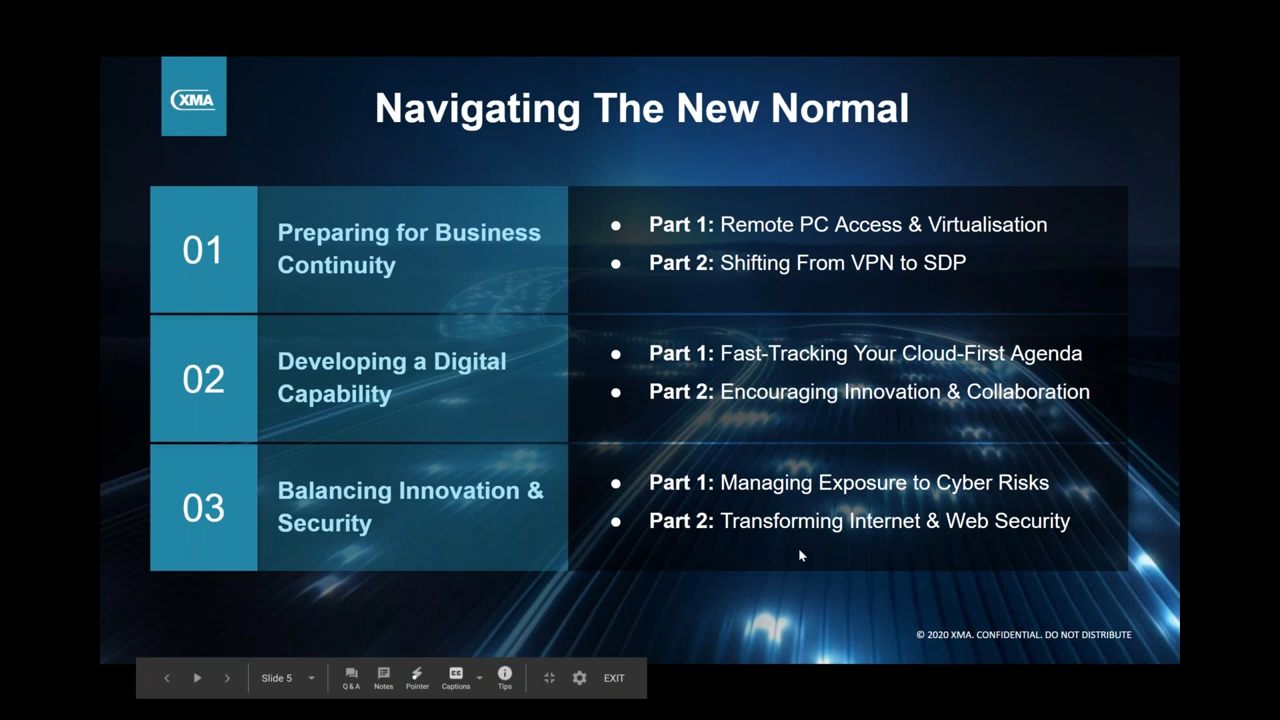 XMA
Navigating The New Normal
01
Preparing for Business
Continuity
● Part 1: Remote PC Access & Virtualisation
● Part 2: Shifting From VPN to SDP
02
Developing a Digital
Capability
● Part 1: Fast-Tracking Your Cloud-First Agenda
● Part 2: Encouraging Innovation & Collaboration
03
Balancing Innovation &
Security
● Part 1: Managing Exposure to Cyber Risks
● Part 2: Transforming Internet & Web Security
© 2020 XMA. CONFIDENTIAL. DO NOT DISTRIBUTE
Slide 5
Q & A
Notes
Pointer
CC
Captions
Tips
EXIT